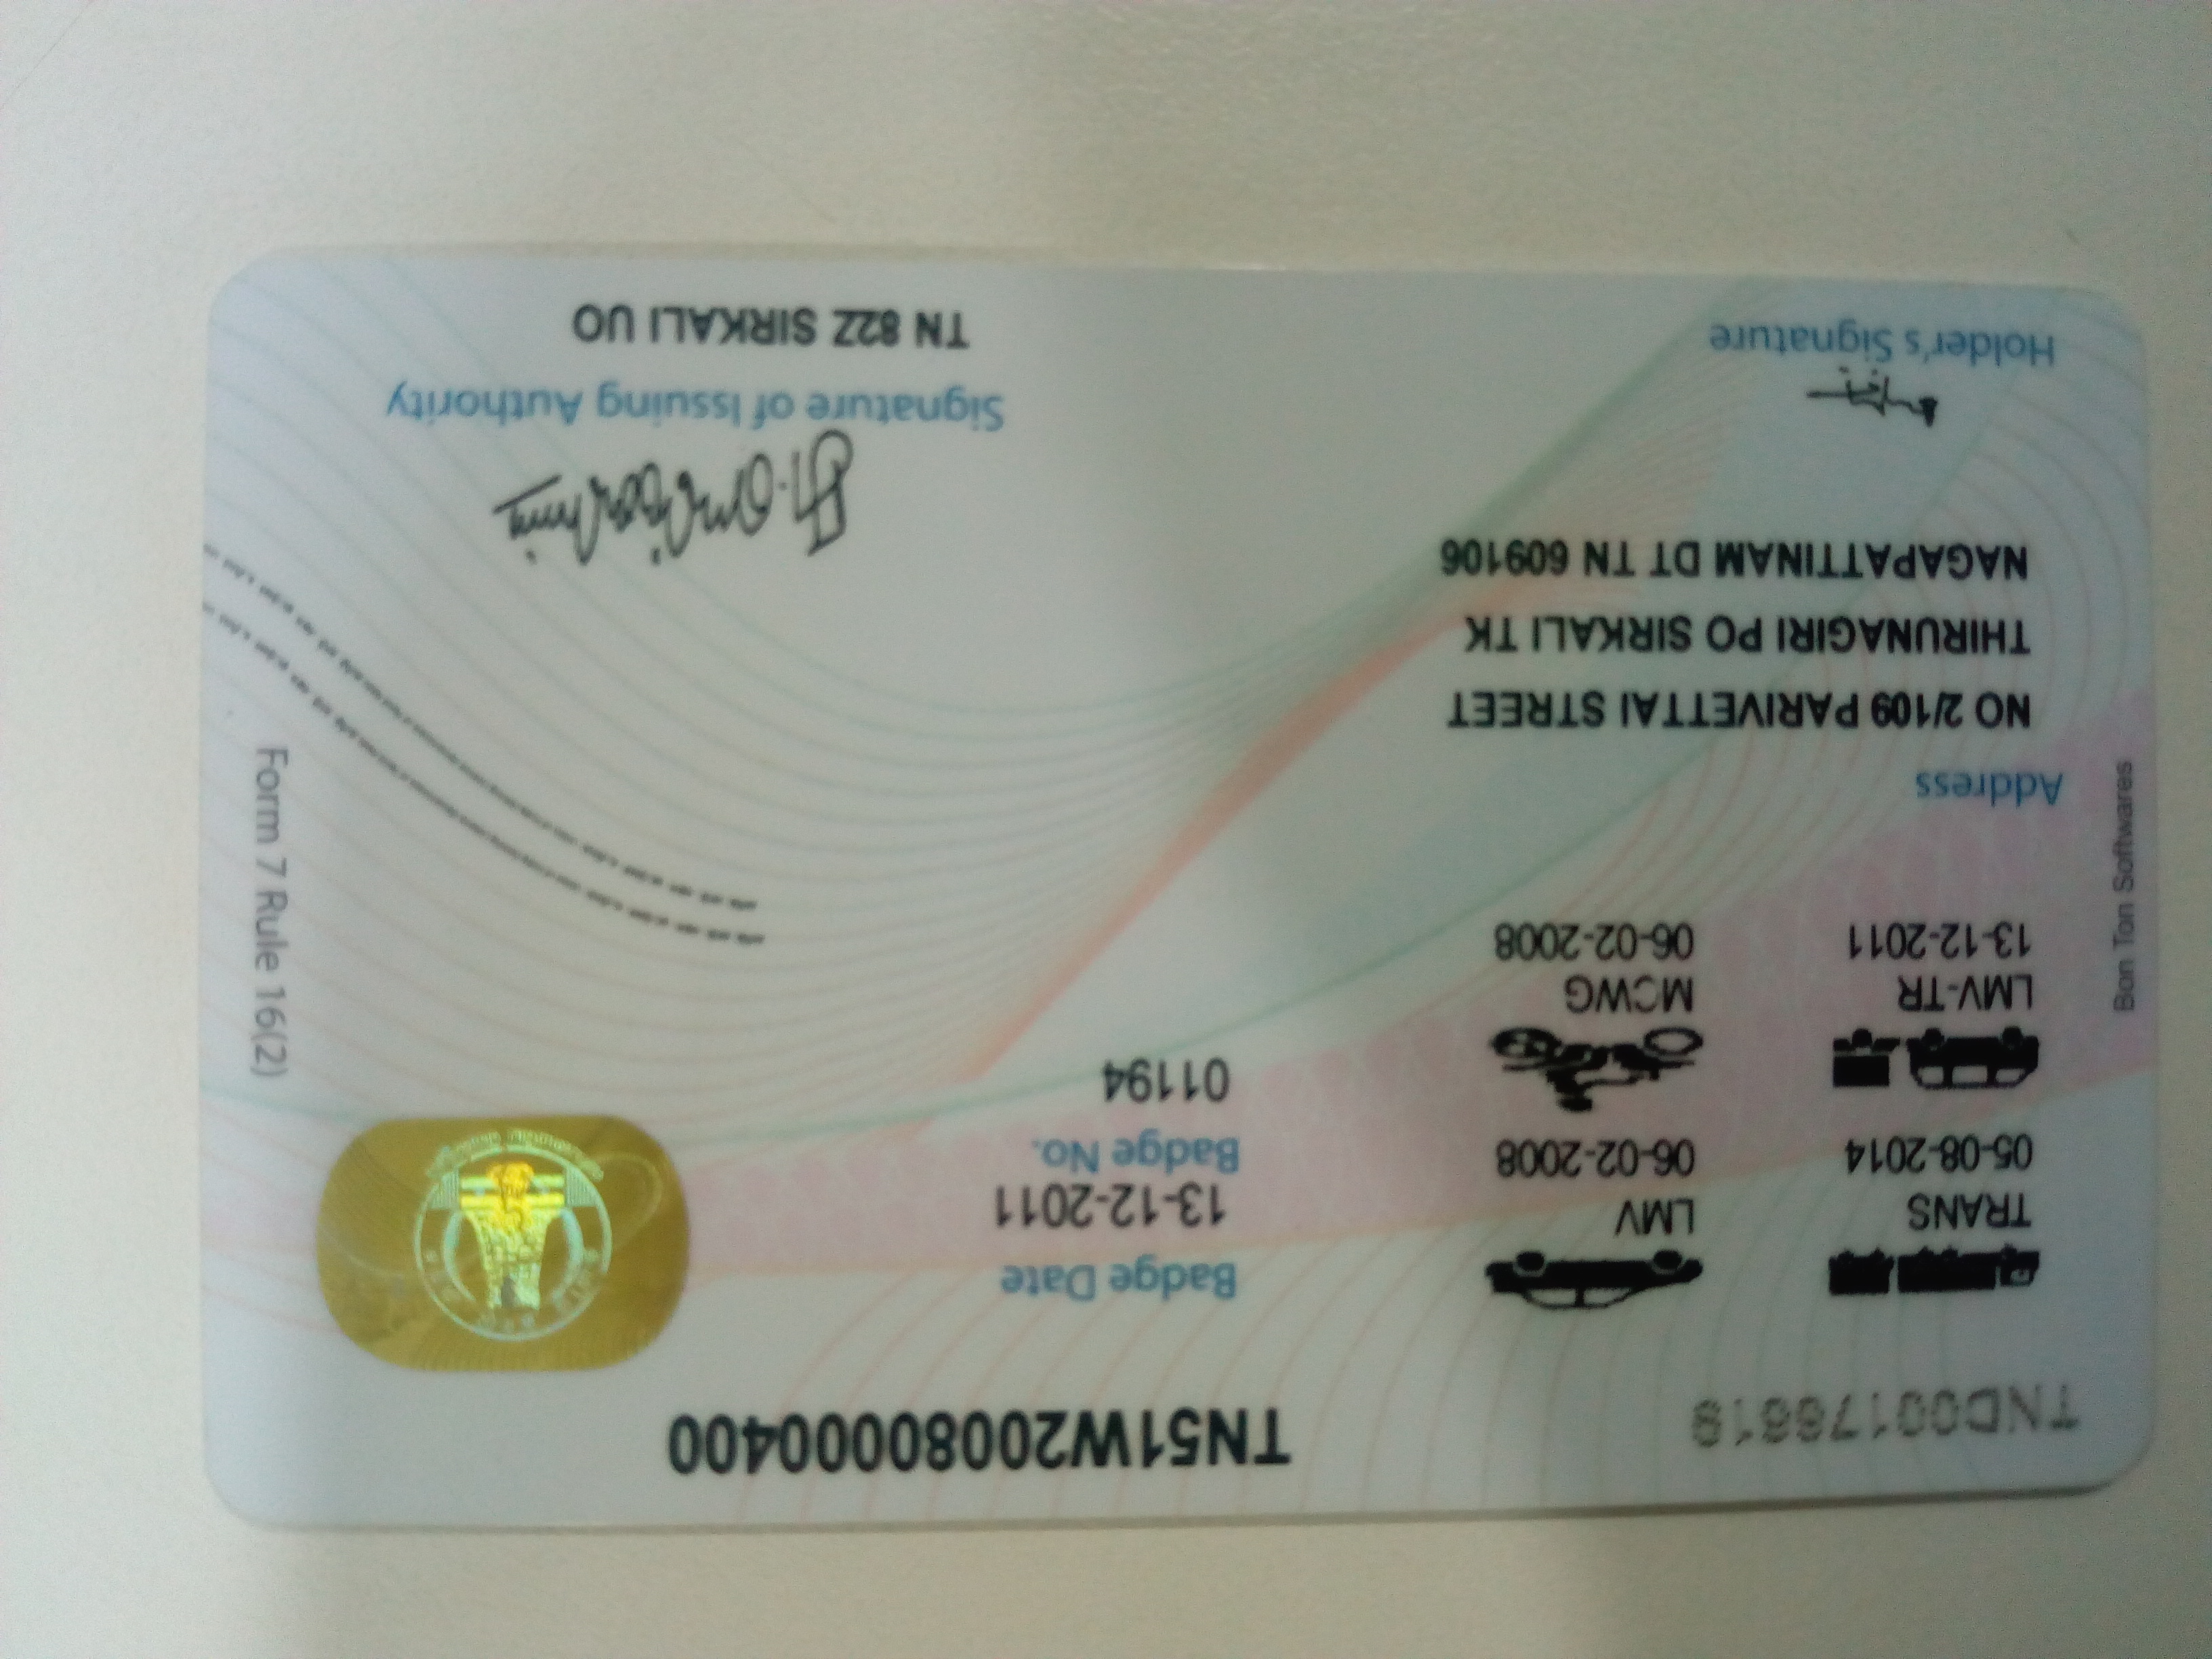 TND00176619
TN51W20080000400
TRANS
05-08-2014
LMV
06-02-2008
Badge Date
13-12-2011
Badge No.
01194
LMV-TR
13-12-2011
MCWG
06-02-2008
Address
NO 2/109 PARIVETTAI STREET
THIRUNAGIRI PO SIRKALI TK
NAGAPATTINAM DT TN 609106
Holder's Signature
Signature of Issuing Authority
TN 82Z SIRKALI UO
Form 7 Rule 16(2)
Bon Ton Softwares